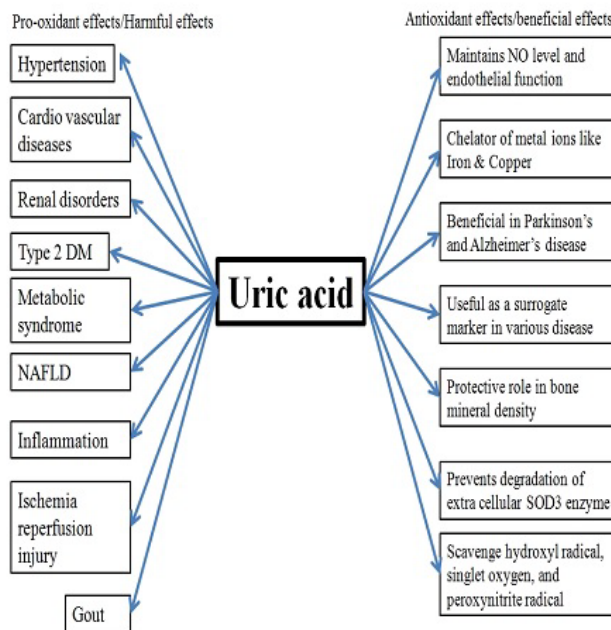 Pro-oxidant effects/Harmful effects
Hypertension
Cardio vascular
diseases
Renal disorders
Type 2 DM
Metabolic
syndrome
NAFLD
Inflammation
Ischemia
reperfusion
injury
Gout
Uric acid
Antioxidant effects/beneficial effects
Maintains NO level and
endothelial function
Chelator of metal ions like
Iron & Copper
Beneficial in Parkinson's
and Alzheimer's disease
Useful as a surrogate
marker in various disease
Protective role in bone
mineral density
Prevents degradation of
extra cellular SOD3 enzyme
Scavenge hydroxyl radical,
singlet oxygen, and
peroxynitrite radical